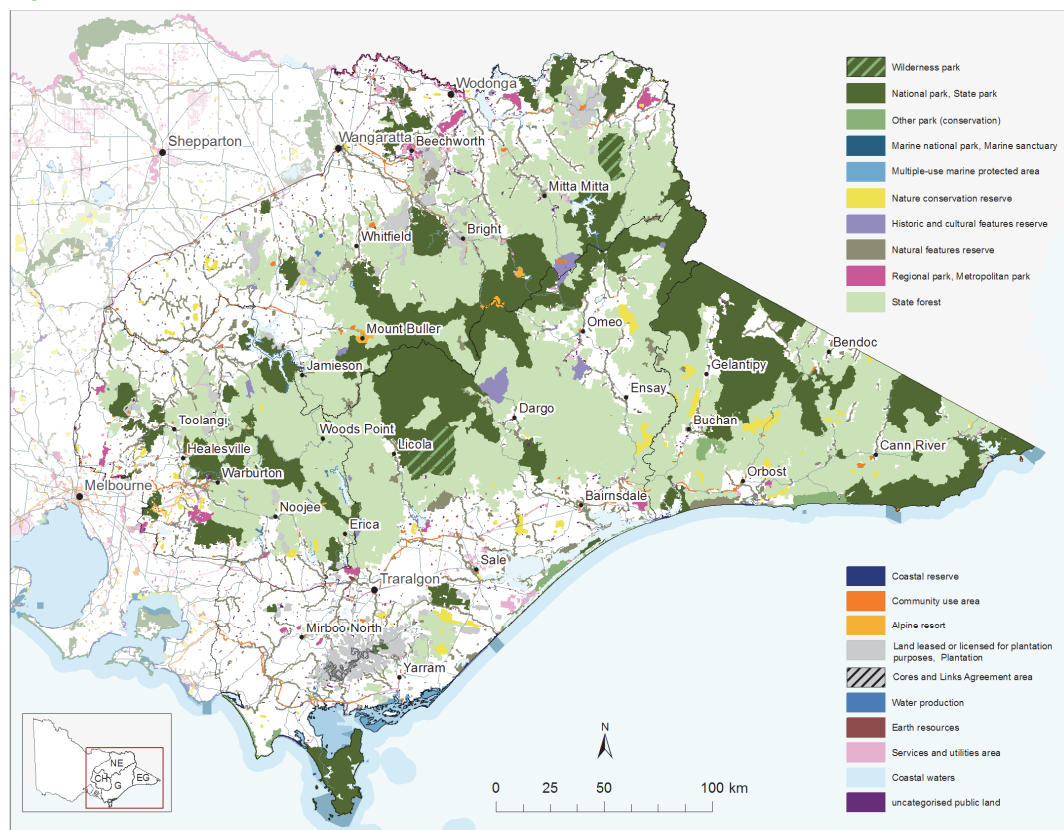 Wodonga
Shepparton
Wangaratta
Beechworth
Mitta Mitta
Whitfield
Bright
Mount Buller
Omeo
Bendoc
Jamieson
Gelantipy
Ensay
Dargo
Toolangi
Woods Point
Buchan
Licola
Cann River
Healesville
Warburton
Orbost
Melbourne
Bairnsdale
Noojee
Erica
Sale
Traralgon
Mirboo North
Yarram
Wilderness park
National park, State park
Other park (conservation)
Marine national park, Marine sanctuary
Multiple-use marine protected area
Nature conservation reserve
Historic and cultural features reserve
Natural features reserve
Regional park, Metropolitan park
State forest
Coastal reserve
Community use area
Alpine resort
Land leased or licensed for plantation
purposes, Plantation
Cores and Links Agreement area
Water production
Earth resources
Services and utilities area
Coastal waters
uncategorised public land
NE
CH
G
EG
N
0 25 50 100 km